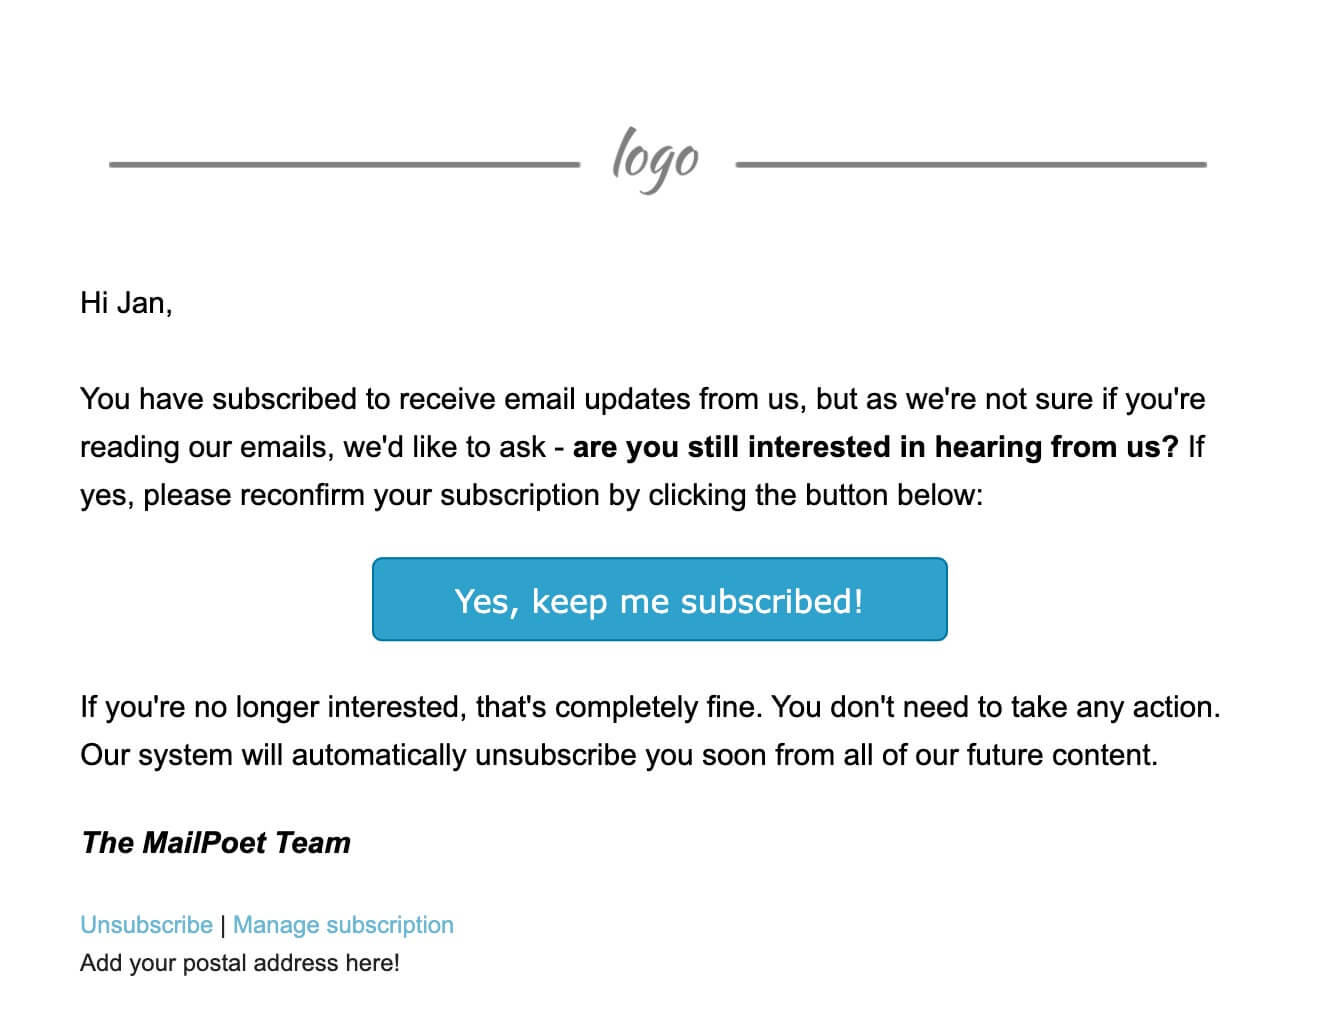 logo
Hi Jan,
You have subscribed to receive email updates from us, but as we're not sure if you're
reading our emails, we'd like to ask - are you still interested in hearing from us? If
yes, please reconfirm your subscription by clicking the button below:
Yes, keep me subscribed!
If you're no longer interested, that's completely fine. You don't need to take any action.
Our system will automatically unsubscribe you soon from all of our future content.
The MailPoet Team
Unsubscribe | Manage subscription
Add your postal address here!